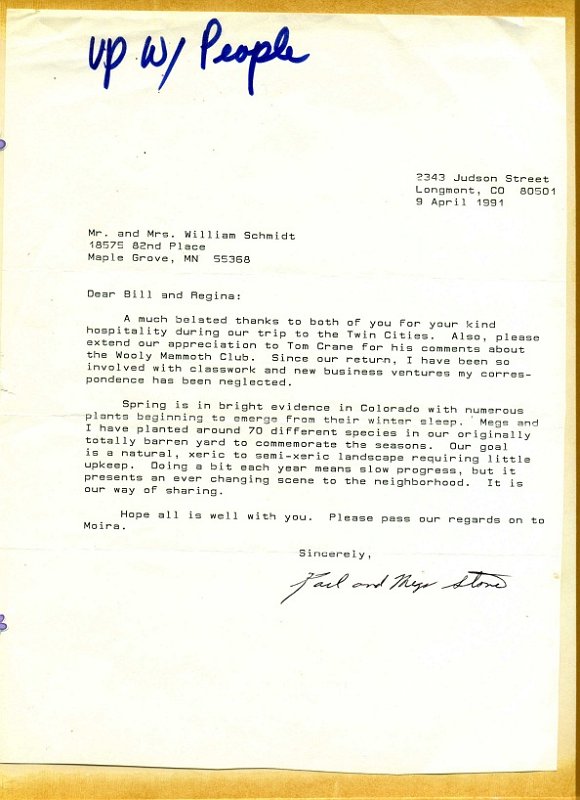 up w/ People
2343 Judson Street
Longmont, CO  80501
9 April 1991
Mr. and Mrs. William Schmidt
18575 82nd Place
Maple Grove, MN  55368
Dear Bill and Regina:
A much belated thanks to both of you for your kind
hospitality during our trip to the Twin Cities.  Also, please
extend our appreciation to Tom Crane for his comments about
the Wooly Mammoth Club.  Since our return, I have been so
involved with classwork and new business ventures my corres-
pondence has been neglected.
Spring is in bright evidence in Colorado with numerous
plants beginning to emerge from their winter sleep.  Megs and
I have planted around 70 different species in our originally
totally barren yard to commemorate the seasons.  Our goal
is a natural, xeric to semi-xeric landscape requiring little
upkeep.  Doing a bit each year means slow progress, but it
presents an ever changing scene to the neighborhood.  It is
our way of sharing.
Hope all is well with you.  Please pass our regards on to
Moira.
Sincerely,
and Megs Stone